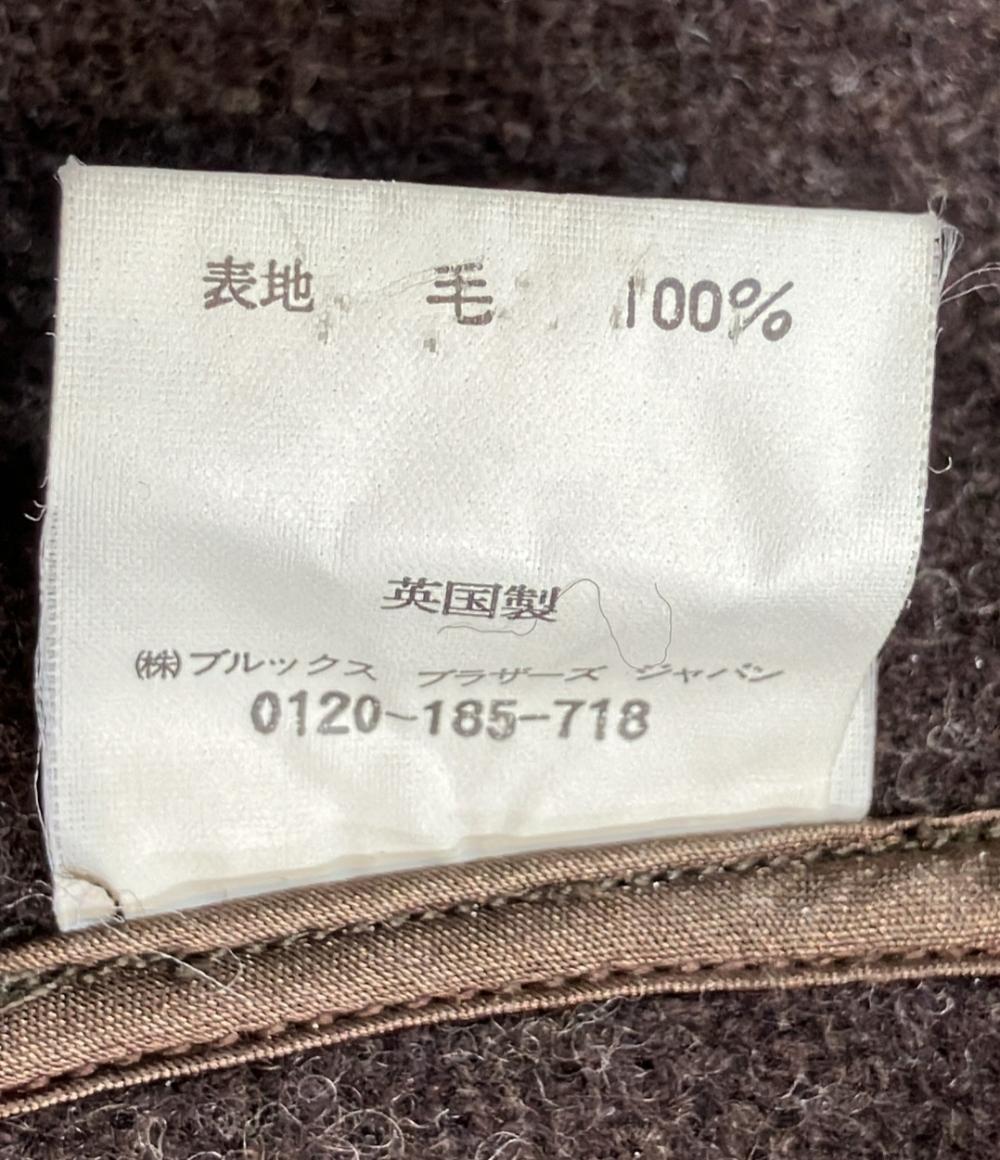 表地 毛 100%
英国製
㈱ブルックス ブラザーズ ジャパン
0120-185-718